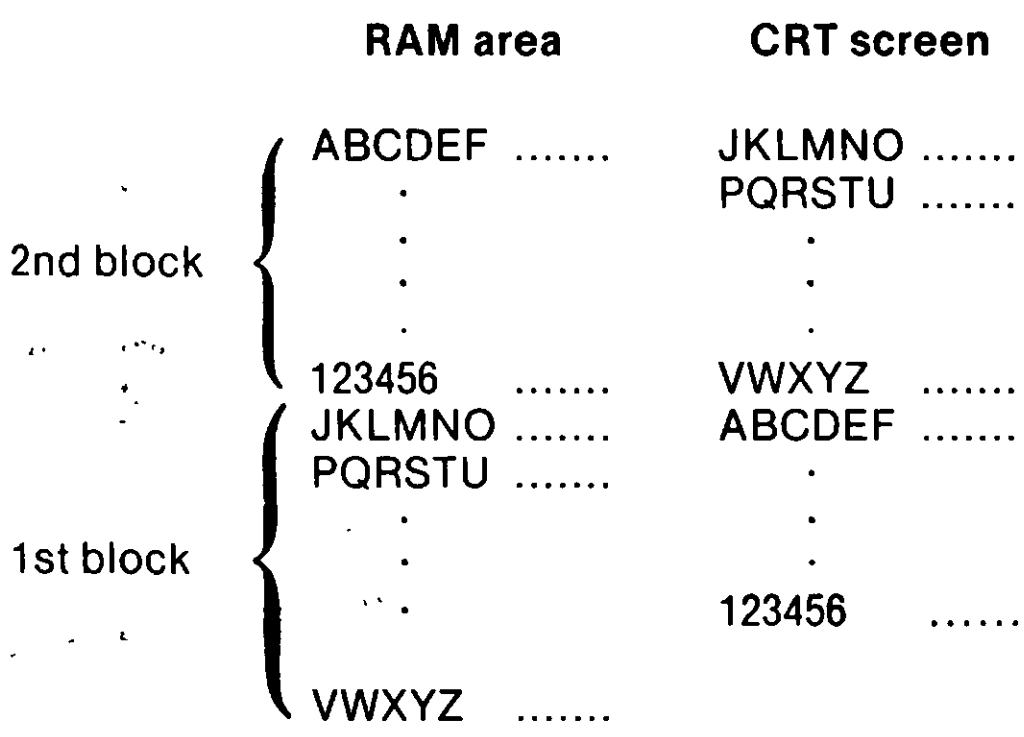 RAM area CRT screen
ABCDEF ....... JKLMNO .......
. PQRSTU .......
2nd block . .
. .
. .
123456 ....... VWXYZ .......
JKLMNO ....... ABCDEF .......
PQRSTU ....... .
. .
1st block . .
. 123456 ......
VWXYZ .......